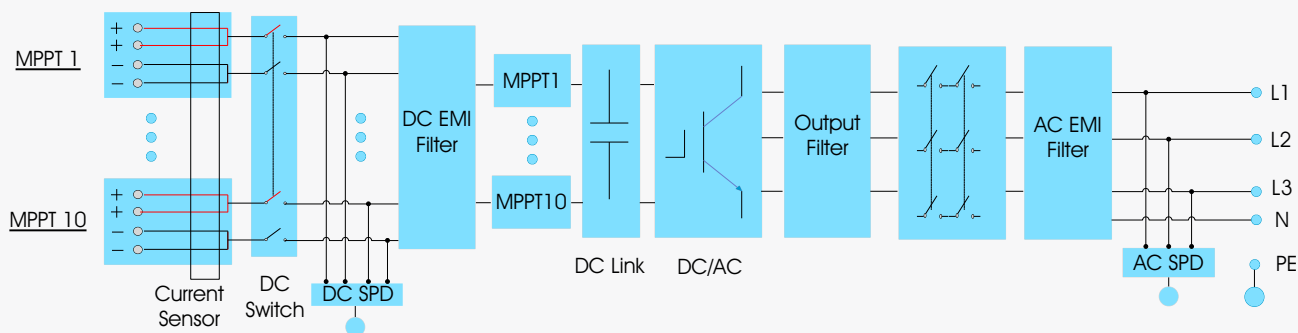 MPPT 1
+
+
−
−
MPPT 10
+
+
−
−
Current
Sensor
DC
Switch
DC SPD
DC EMI
Filter
MPPT1
MPPT10
DC Link
DC/AC
Output
Filter
AC EMI
Filter
AC SPD
L1
L2
L3
N
PE